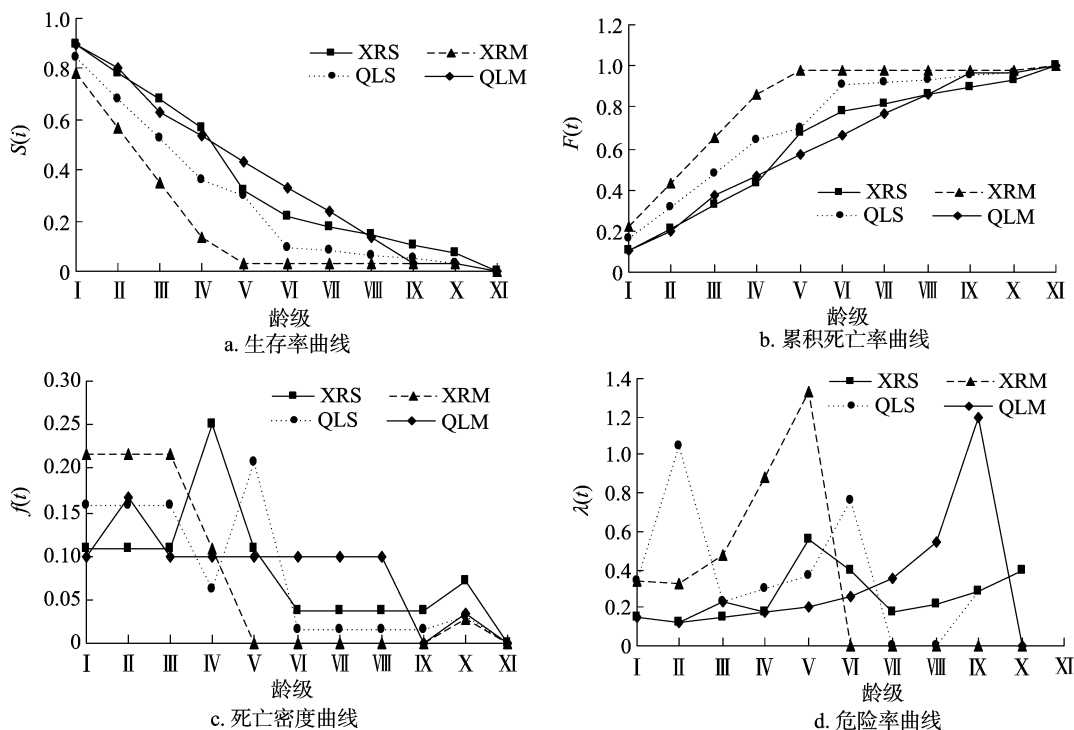 1.0
0.8
0.6
0.4
0.2
0
S(i)
XRS XRM
QLS QLM
Ⅰ Ⅱ Ⅲ Ⅳ Ⅴ Ⅵ Ⅶ Ⅷ Ⅸ Ⅹ Ⅺ
龄级
a. 生存率曲线
1.2
1.0
0.8
0.6
0.4
0.2
0
F(t)
XRS XRM
QLS QLM
Ⅰ Ⅱ Ⅲ Ⅳ Ⅴ Ⅵ Ⅶ Ⅷ Ⅸ Ⅹ Ⅺ
龄级
b. 累积死亡率曲线
0.30
0.25
0.20
0.15
0.10
0.05
0
f(t)
XRS XRM
QLS QLM
Ⅰ Ⅱ Ⅲ Ⅳ Ⅴ Ⅵ Ⅶ Ⅷ Ⅸ Ⅹ Ⅺ
龄级
c. 死亡密度曲线
1.4
1.2
1.0
0.8
0.6
0.4
0.2
0
λ(t)
XRS XRM
QLS QLM
Ⅰ Ⅱ Ⅲ Ⅳ Ⅴ Ⅵ Ⅶ Ⅷ Ⅸ Ⅹ Ⅺ
龄级
d. 危险率曲线